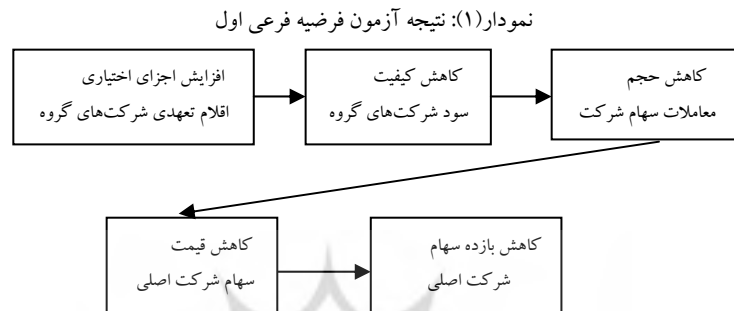 نمودار(۱): نتیجه آزمون فرضیه فرعی اول
افزایش اجزای اختیاری
اقلام تعهدی شرکت‌های گروه
کاهش کیفیت
سود شرکت‌های گروه
کاهش حجم
معاملات سهام شرکت
کاهش قیمت
سهام شرکت اصلی
کاهش بازده سهام
شرکت اصلی